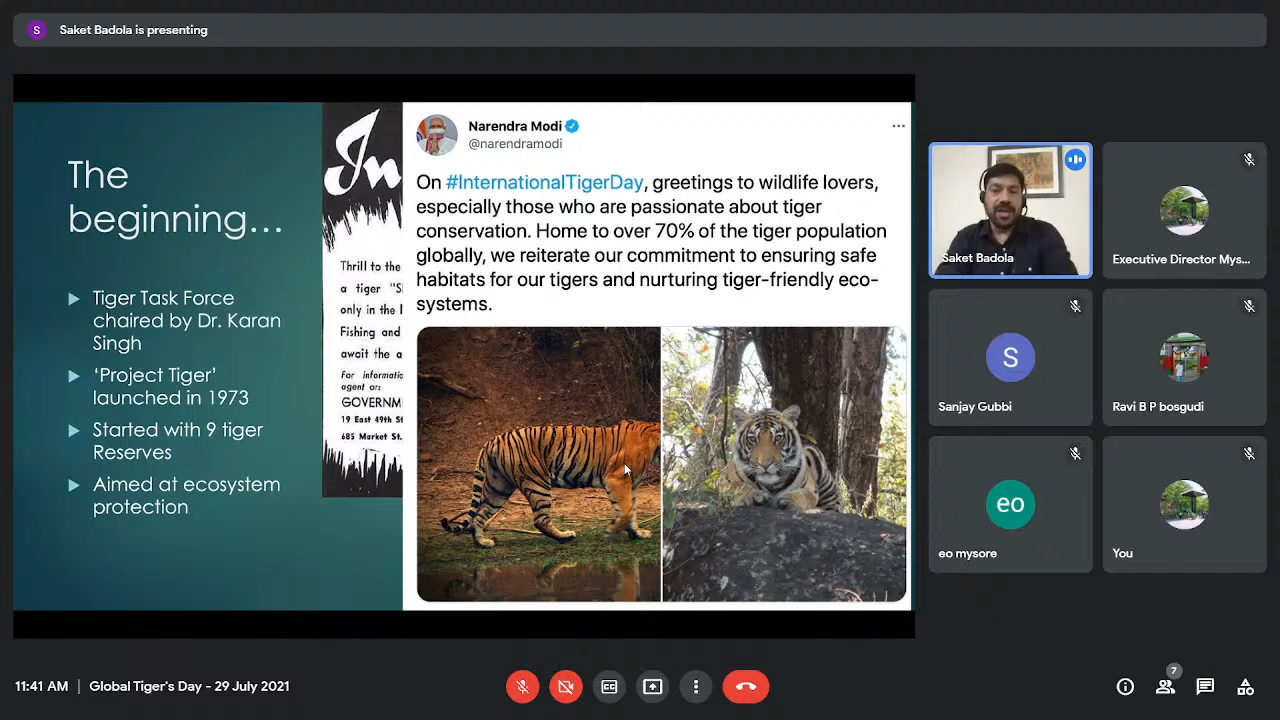 S
Saket Badola is presenting
The
beginning...
Tiger Task Force
chaired by Dr. Karan
Singh
'Project Tiger'
launched in 1973
Started with 9 tiger
Reserves
Aimed at ecosystem
protection
In
Thrill to the
a tiger
only in the
Fishing and
await the a
For informatic
agent or:
GOVERNM
19 East 49th St
685 Market St..
Narendra Modi
@narendramodi
On #InternationalTigerDay, greetings to wildlife lovers,
especially those who are passionate about tiger
conservation. Home to over 70% of the tiger population
globally, we reiterate our commitment to ensuring safe
habitats for our tigers and nurturing tiger-friendly eco-
systems.
Saket Badola
Executive Director Mys...
S
Sanjay Gubbi
Ravi B P bosgudi
eo
eo mysore
You
11:41 AM | Global Tiger's Day - 29 July 2021
CC
7